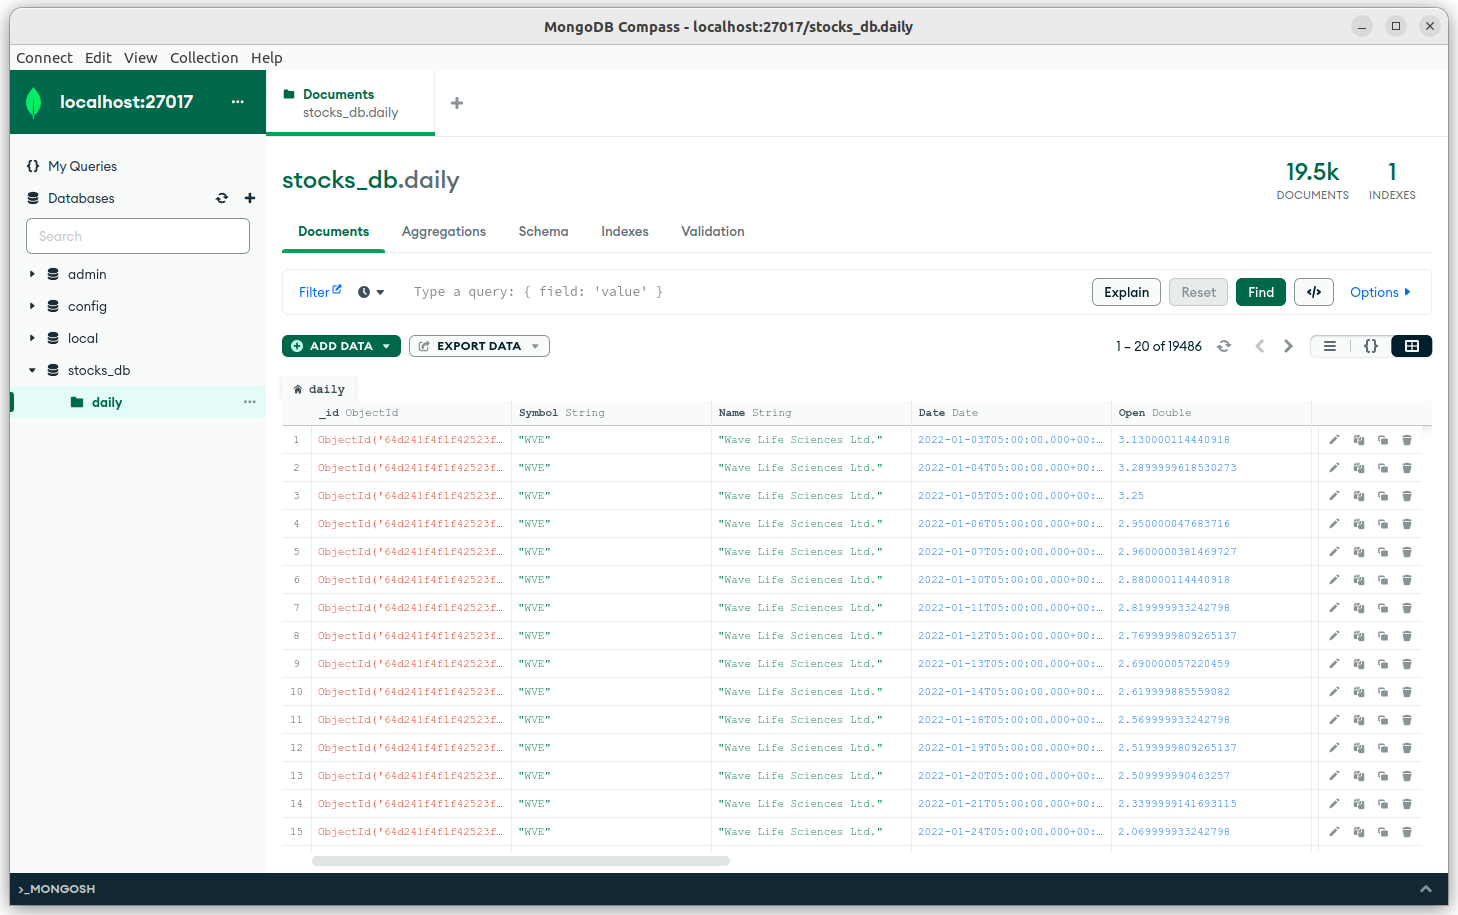 MongoDB Compass - localhost:27017/stocks_db.daily
Connect Edit View Collection Help
localhost:27017 ...
Documents
stocks_db.daily
My Queries
Databases
Search
admin
config
local
stocks_db
daily
stocks_db.daily
19.5k
DOCUMENTS
1
INDEXES
Documents Aggregations Schema Indexes Validation
Filter
Type a query: { field: 'value' }
Explain Reset Find </> Options
ADD DATA EXPORT DATA
1 – 20 of 19486
{}
daily
_id ObjectId Symbol String Name String Date Date Open Double
1 ObjectId('64d241f4f1f42523f… "WVE" "Wave Life Sciences Ltd." 2022-01-03T05:00:00.000+00:… 3.130000114440918
2 ObjectId('64d241f4f1f42523f… "WVE" "Wave Life Sciences Ltd." 2022-01-04T05:00:00.000+00:… 3.2899999618530273
3 ObjectId('64d241f4f1f42523f… "WVE" "Wave Life Sciences Ltd." 2022-01-05T05:00:00.000+00:… 3.25
4 ObjectId('64d241f4f1f42523f… "WVE" "Wave Life Sciences Ltd." 2022-01-06T05:00:00.000+00:… 2.950000047683716
5 ObjectId('64d241f4f1f42523f… "WVE" "Wave Life Sciences Ltd." 2022-01-07T05:00:00.000+00:… 2.9600000381469727
6 ObjectId('64d241f4f1f42523f… "WVE" "Wave Life Sciences Ltd." 2022-01-10T05:00:00.000+00:… 2.880000114440918
7 ObjectId('64d241f4f1f42523f… "WVE" "Wave Life Sciences Ltd." 2022-01-11T05:00:00.000+00:… 2.819999933242798
8 ObjectId('64d241f4f1f42523f… "WVE" "Wave Life Sciences Ltd." 2022-01-12T05:00:00.000+00:… 2.7699999809265137
9 ObjectId('64d241f4f1f42523f… "WVE" "Wave Life Sciences Ltd." 2022-01-13T05:00:00.000+00:… 2.690000057220459
10 ObjectId('64d241f4f1f42523f… "WVE" "Wave Life Sciences Ltd." 2022-01-14T05:00:00.000+00:… 2.619999885559082
11 ObjectId('64d241f4f1f42523f… "WVE" "Wave Life Sciences Ltd." 2022-01-18T05:00:00.000+00:… 2.569999933242798
12 ObjectId('64d241f4f1f42523f… "WVE" "Wave Life Sciences Ltd." 2022-01-19T05:00:00.000+00:… 2.5199999809265137
13 ObjectId('64d241f4f1f42523f… "WVE" "Wave Life Sciences Ltd." 2022-01-20T05:00:00.000+00:… 2.509999990463257
14 ObjectId('64d241f4f1f42523f… "WVE" "Wave Life Sciences Ltd." 2022-01-21T05:00:00.000+00:… 2.3399999141693115
15 ObjectId('64d241f4f1f42523f… "WVE" "Wave Life Sciences Ltd." 2022-01-24T05:00:00.000+00:… 2.069999933242798
>_MONGOSH